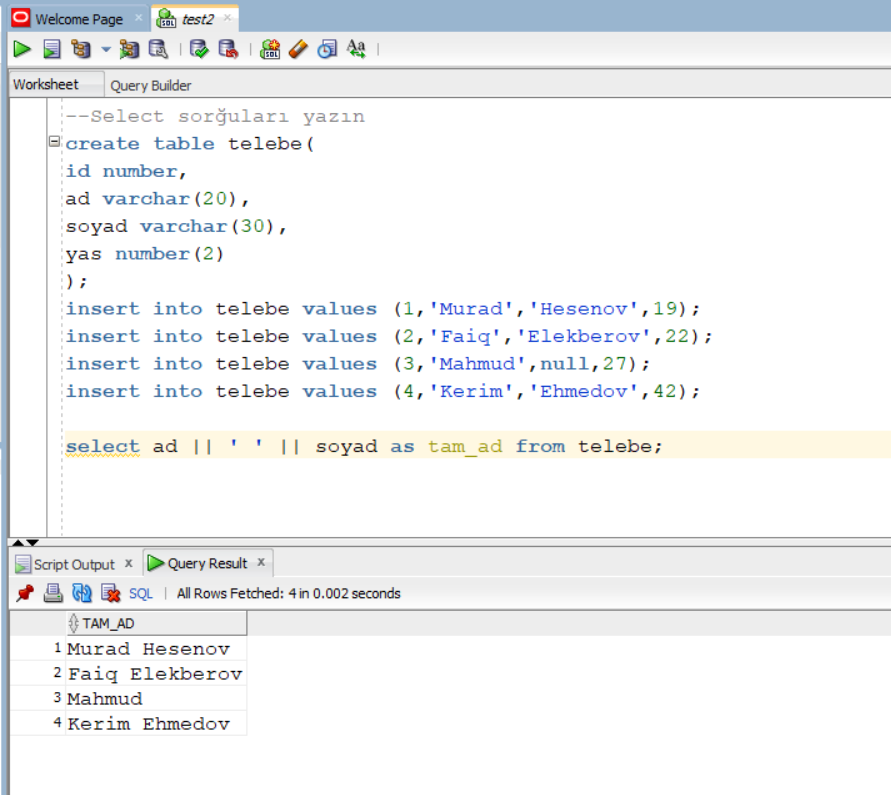 Welcome Page
test2
Worksheet
Query Builder
--Select sorğuları yazın
create table telebe(
id number,
ad varchar(20),
soyad varchar(30),
yas number(2)
);
insert into telebe values (1,'Murad','Hesenov',19);
insert into telebe values (2,'Faiq','Elekberov',22);
insert into telebe values (3,'Mahmud',null,27);
insert into telebe values (4,'Kerim','Ehmedov',42);
select ad || ' ' || soyad as tam_ad from telebe;
Script Output x
Query Result x
SQL | All Rows Fetched: 4 in 0.002 seconds
TAM_AD
1 Murad Hesenov
2 Faiq Elekberov
3 Mahmud
4 Kerim Ehmedov